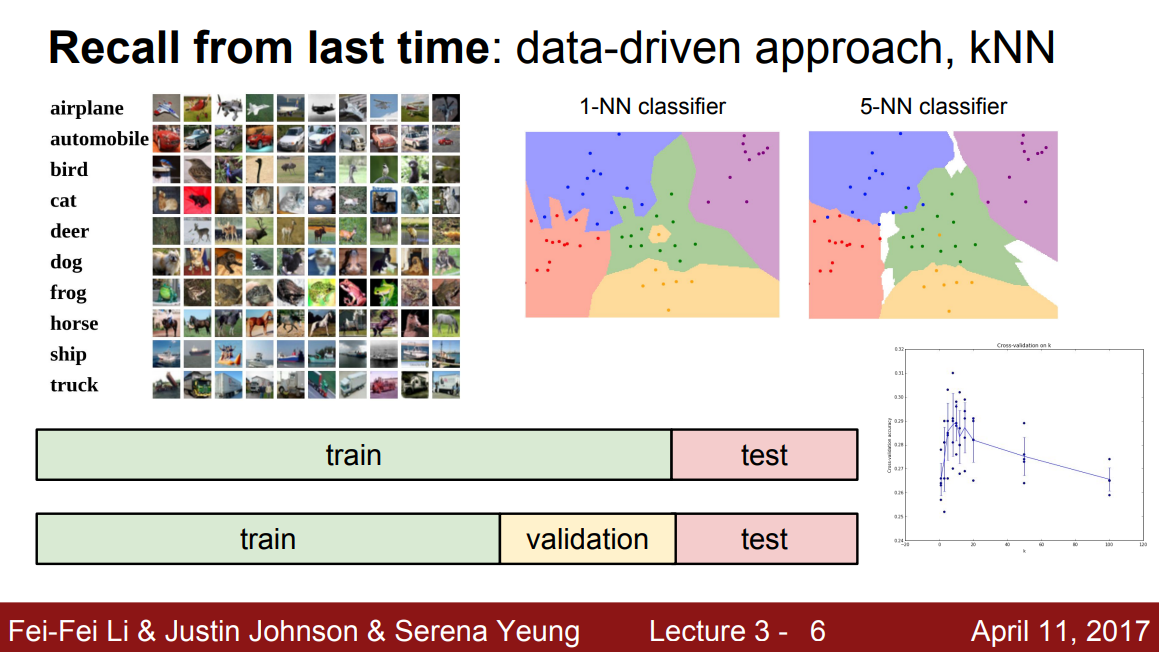 Recall from last time: data-driven approach, kNN
airplane
automobile
bird
cat
deer
dog
frog
horse
ship
truck
1-NN classifier
5-NN classifier
Cross-validation on k
Cross-validation accuracy
0.32
0.31
0.30
0.29
0.28
0.27
0.26
0.25
0.24
−20 0 20 40 60 80 100 120
k
train test
train validation test
Fei-Fei Li & Justin Johnson & Serena Yeung Lecture 3 - 6 April 11, 2017